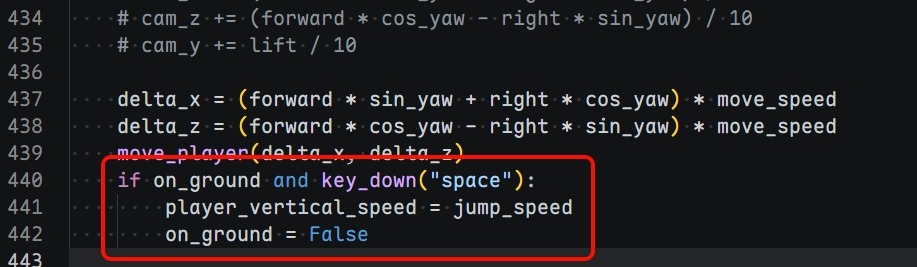 434 # cam_z += (forward * cos_yaw - right * sin_yaw) / 10
435 # cam_y += lift / 10
436
437 delta_x = (forward * sin_yaw + right * cos_yaw) * move_speed
438 delta_z = (forward * cos_yaw - right * sin_yaw) * move_speed
439 move_player(delta_x, delta_z)
440 if on_ground and key_down("space"):
441 player_vertical_speed = jump_speed
442 on_ground = False
443